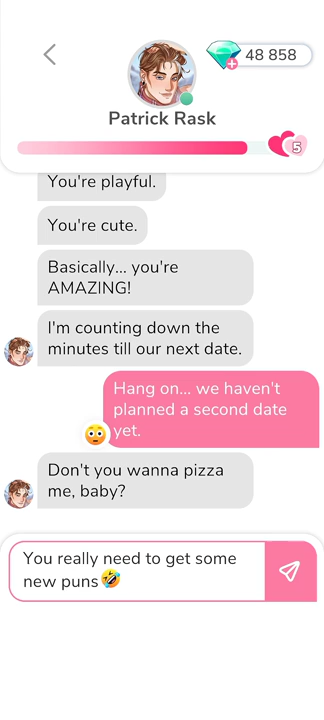 48 858
Patrick Rask
5
You're playful.
You're cute.
Basically... you're
AMAZING!
I'm counting down the
minutes till our next date.
Hang on... we haven't
planned a second date
yet.
Don't you wanna pizza
me, baby?
You really need to get some
new puns🤣